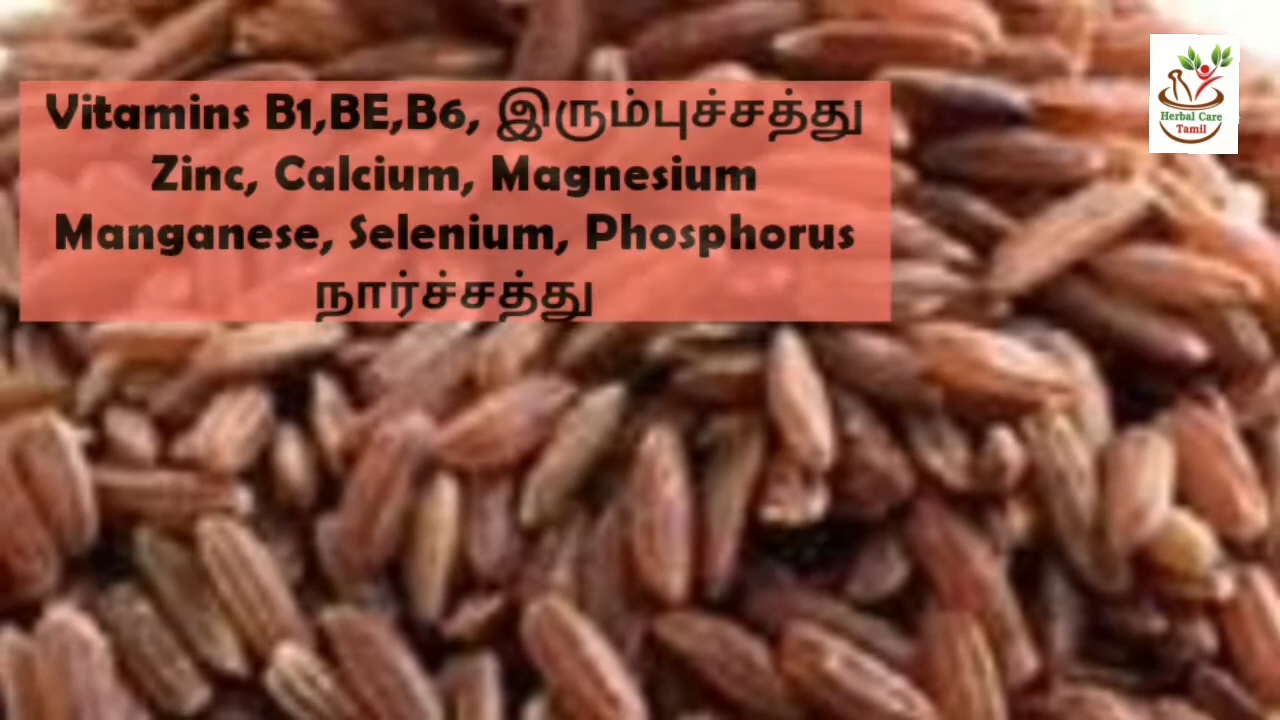 Vitamins B1,BE,B6, இரும்புச்சத்து
Zinc, Calcium, Magnesium
Manganese, Selenium, Phosphorus
நார்ச்சத்து
Herbal Care
Tamil